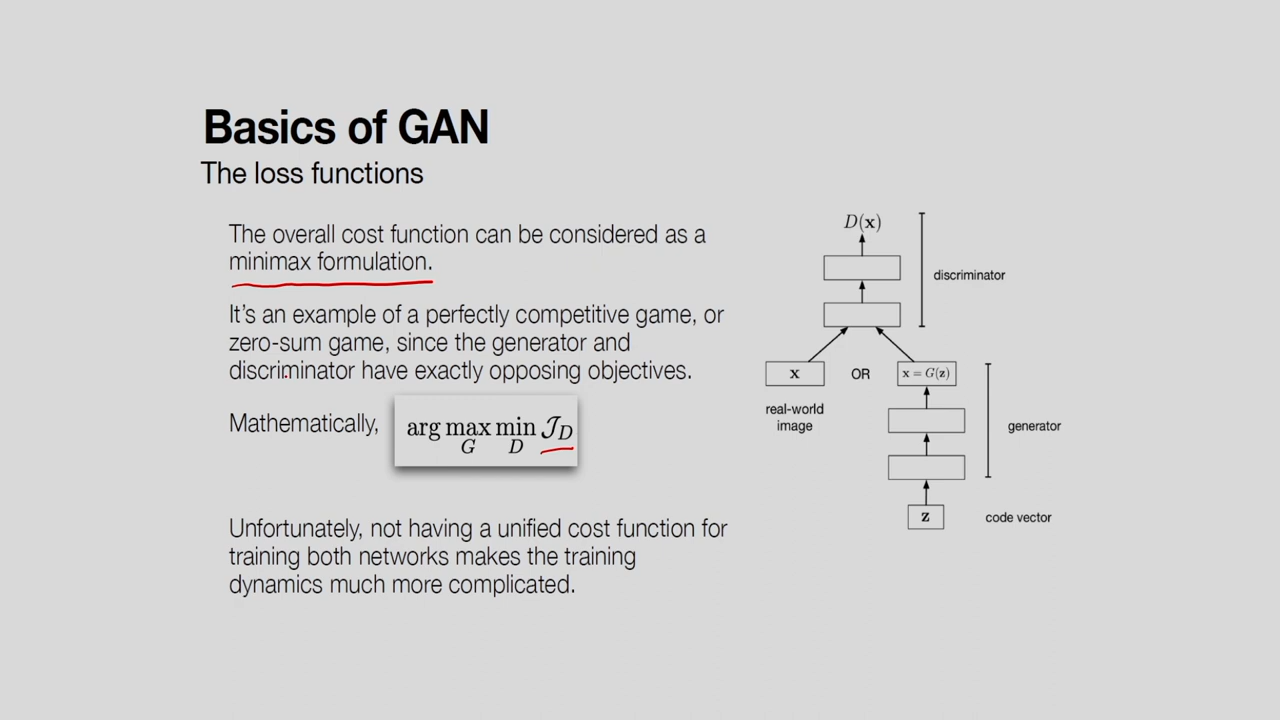 Basics of GAN
The loss functions
The overall cost function can be considered as a
minimax formulation.
It's an example of a perfectly competitive game, or
zero-sum game, since the generator and
discriminator have exactly opposing objectives.
Mathematically,
arg max min 𝒥_D
G D
Unfortunately, not having a unified cost function for
training both networks makes the training
dynamics much more complicated.
D(x)
discriminator
x
OR
x = G(z)
real-world
image
generator
z
code vector